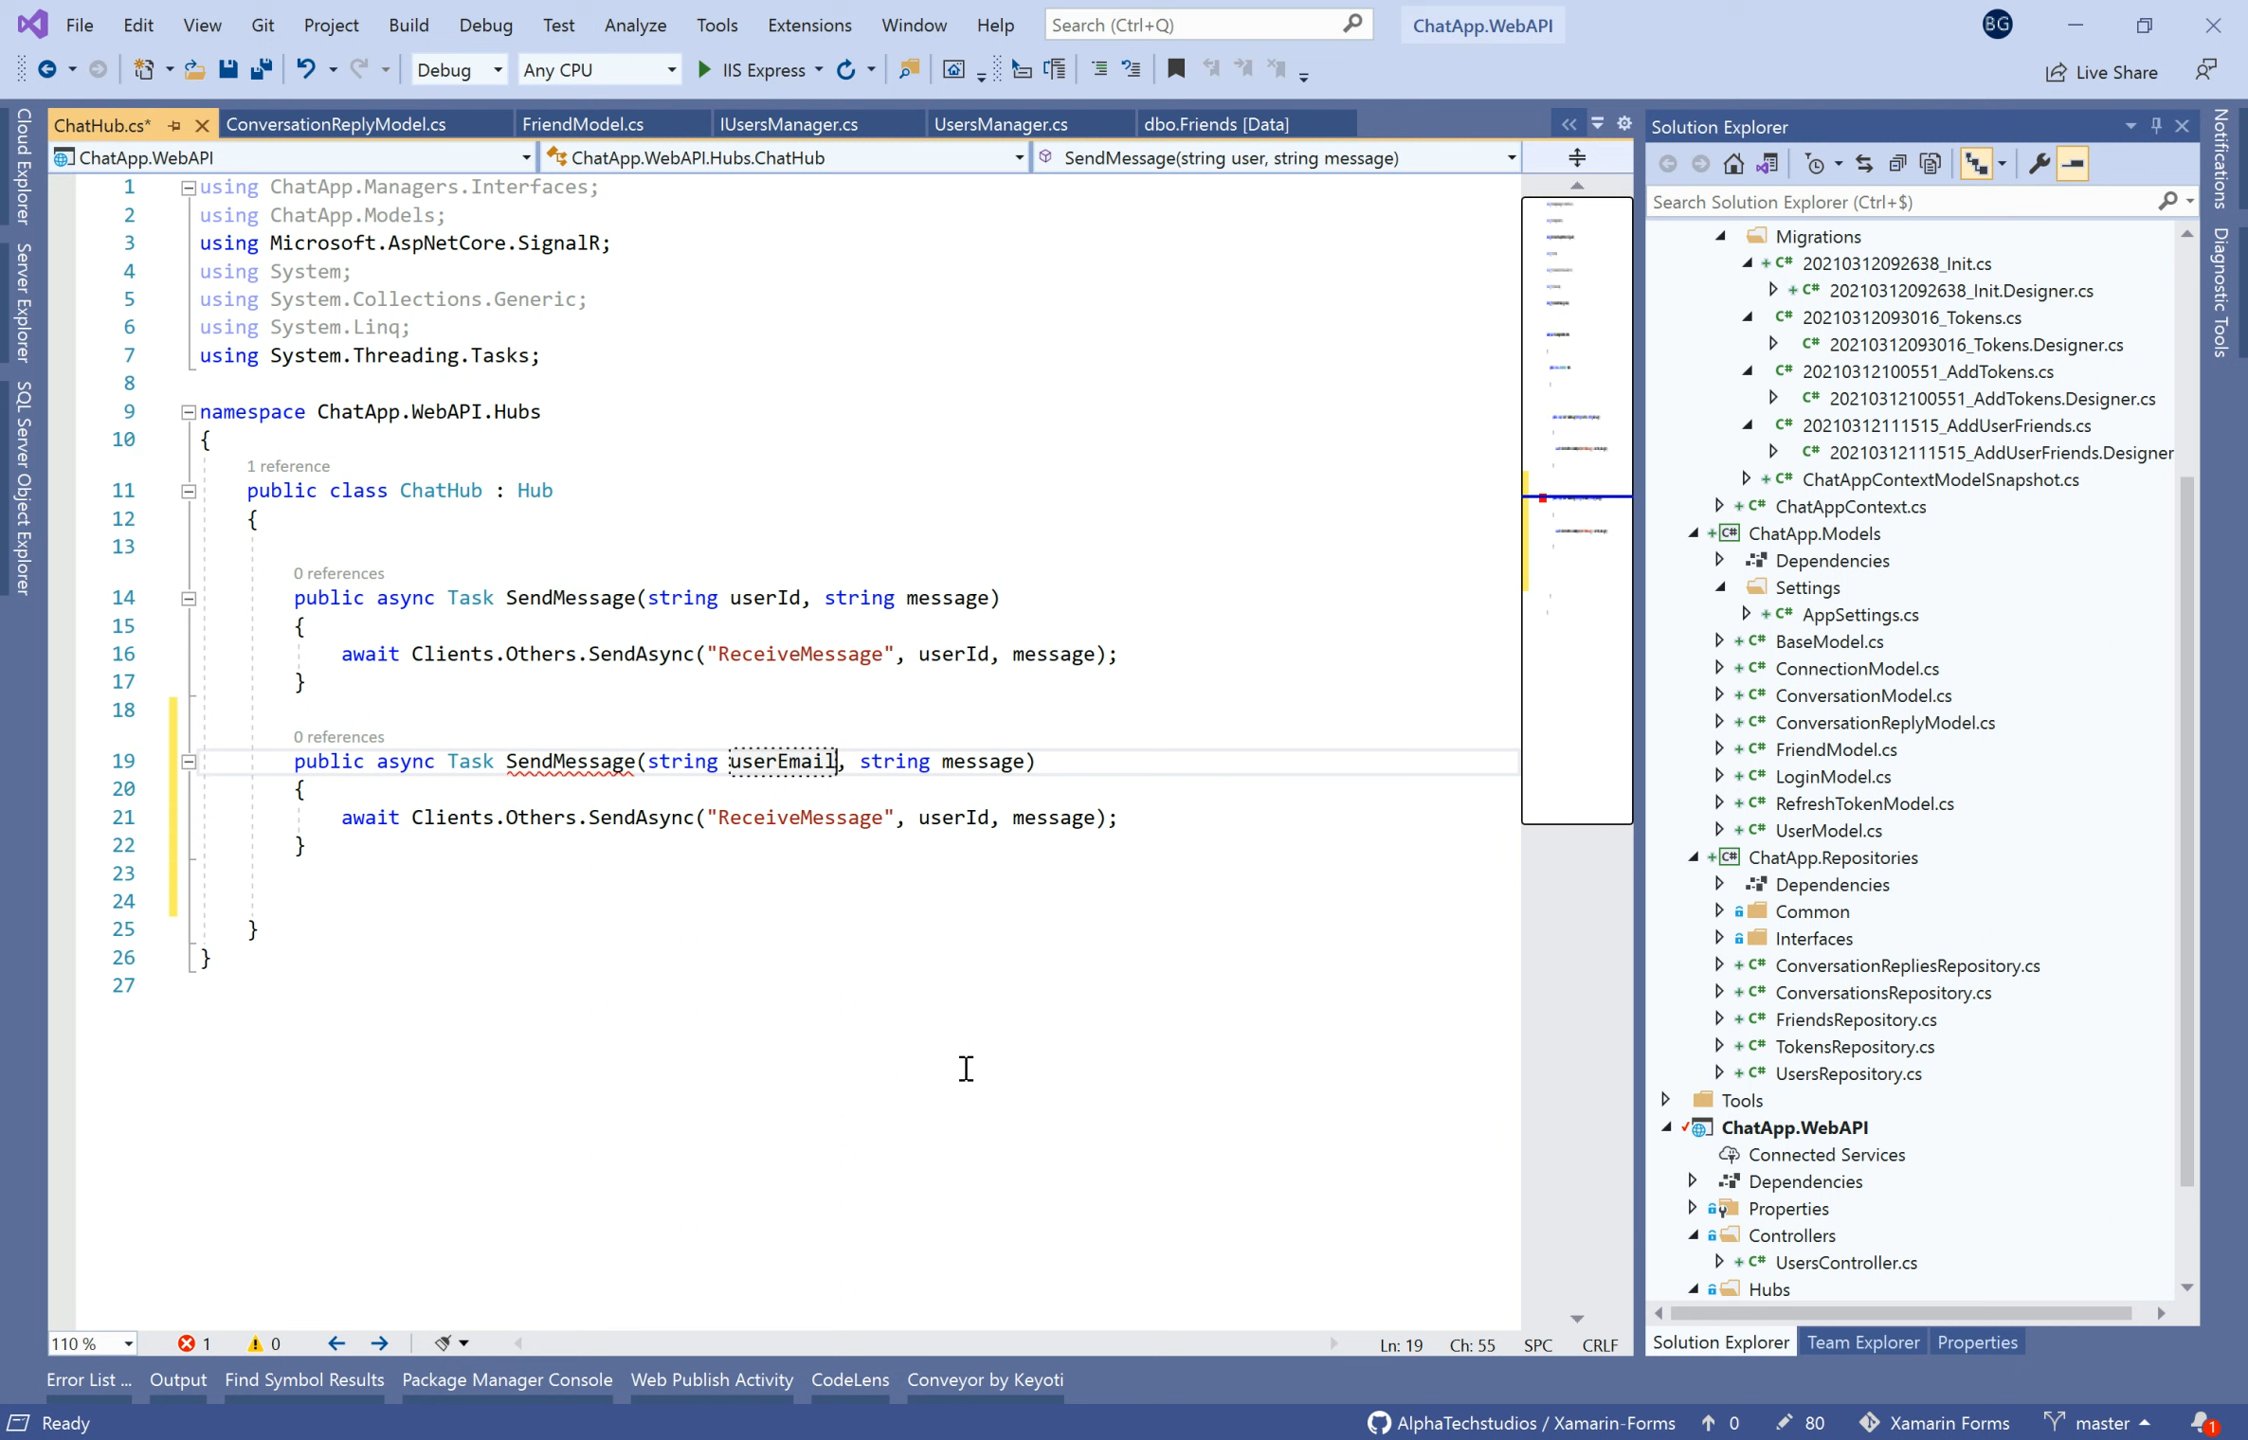 File Edit View Git Project Build Debug Test Analyze Tools Extensions Window Help Search (Ctrl+Q) ChatApp.WebAPI BG
Debug Any CPU IIS Express Live Share
Cloud Explorer
Server Explorer
SQL Server Object Explorer
ChatHub.cs* ConversationReplyModel.cs FriendModel.cs IUsersManager.cs UsersManager.cs dbo.Friends [Data]
ChatApp.WebAPI ChatApp.WebAPI.Hubs.ChatHub SendMessage(string user, string message)
1 using ChatApp.Managers.Interfaces;
2 using ChatApp.Models;
3 using Microsoft.AspNetCore.SignalR;
4 using System;
5 using System.Collections.Generic;
6 using System.Linq;
7 using System.Threading.Tasks;
8
9 namespace ChatApp.WebAPI.Hubs
10 {
1 reference
11 public class ChatHub : Hub
12 {
13
0 references
14 public async Task SendMessage(string userId, string message)
15 {
16 await Clients.Others.SendAsync("ReceiveMessage", userId, message);
17 }
18
0 references
19 public async Task SendMessage(string userEmail, string message)
20 {
21 await Clients.Others.SendAsync("ReceiveMessage", userId, message);
22 }
23
24
25 }
26 }
27
110 % 1 0 Ln: 19 Ch: 55 SPC CRLF
Solution Explorer
Search Solution Explorer (Ctrl+$)
Migrations
C# 20210312092638_Init.cs
C# 20210312092638_Init.Designer.cs
C# 20210312093016_Tokens.cs
C# 20210312093016_Tokens.Designer.cs
C# 20210312100551_AddTokens.cs
C# 20210312100551_AddTokens.Designer.cs
C# 20210312111515_AddUserFriends.cs
C# 20210312111515_AddUserFriends.Designer
C# ChatAppContextModelSnapshot.cs
C# ChatAppContext.cs
C# ChatApp.Models
Dependencies
Settings
C# AppSettings.cs
C# BaseModel.cs
C# ConnectionModel.cs
C# ConversationModel.cs
C# ConversationReplyModel.cs
C# FriendModel.cs
C# LoginModel.cs
C# RefreshTokenModel.cs
C# UserModel.cs
C# ChatApp.Repositories
Dependencies
Common
Interfaces
C# ConversationRepliesRepository.cs
C# ConversationsRepository.cs
C# FriendsRepository.cs
C# TokensRepository.cs
C# UsersRepository.cs
Tools
ChatApp.WebAPI
Connected Services
Dependencies
Properties
Controllers
C# UsersController.cs
Hubs
Solution Explorer Team Explorer Properties
Notifications
Diagnostic Tools
Error List ... Output Find Symbol Results Package Manager Console Web Publish Activity CodeLens Conveyor by Keyoti
Ready AlphaTechstudios / Xamarin-Forms 0 80 Xamarin Forms master 1